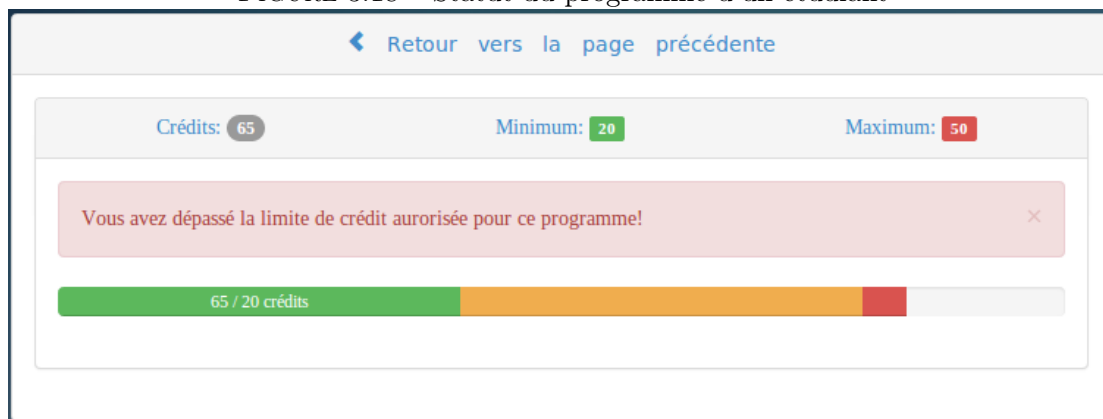 Retour vers la page précédente
Crédits: 65 Minimum: 20 Maximum: 50
Vous avez dépassé la limite de crédit aurorisée pour ce programme! ×
65 / 20 crédits